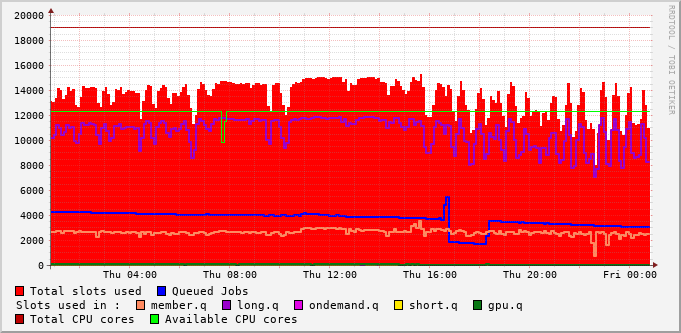 20000
18000
16000
14000
12000
10000
8000
6000
4000
2000
0
Thu 04:00 Thu 08:00 Thu 12:00 Thu 16:00 Thu 20:00 Fri 00:00
RRDTOOL / TOBI OETIKER
Total slots used Queued Jobs
Slots used in : member.q long.q ondemand.q short.q gpu.q
Total CPU cores Available CPU cores